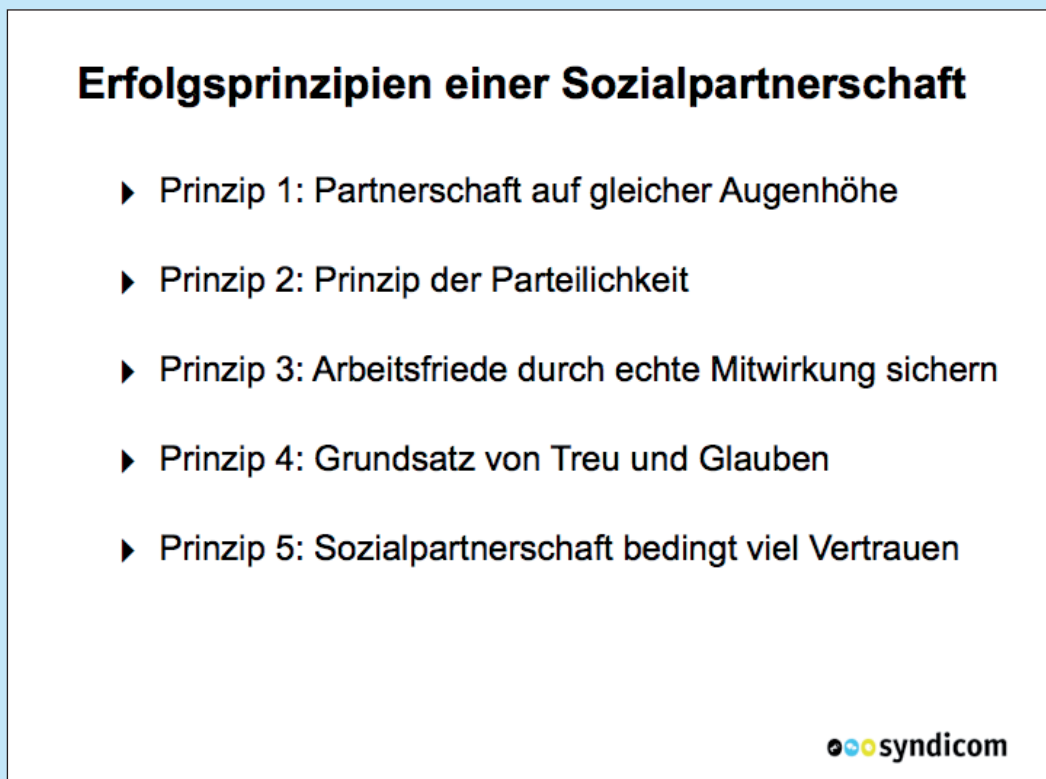 Erfolgsprinzipien einer Sozialpartnerschaft
Prinzip 1: Partnerschaft auf gleicher Augenhöhe
Prinzip 2: Prinzip der Parteilichkeit
Prinzip 3: Arbeitsfriede durch echte Mitwirkung sichern
Prinzip 4: Grundsatz von Treu und Glauben
Prinzip 5: Sozialpartnerschaft bedingt viel Vertrauen
syndicom